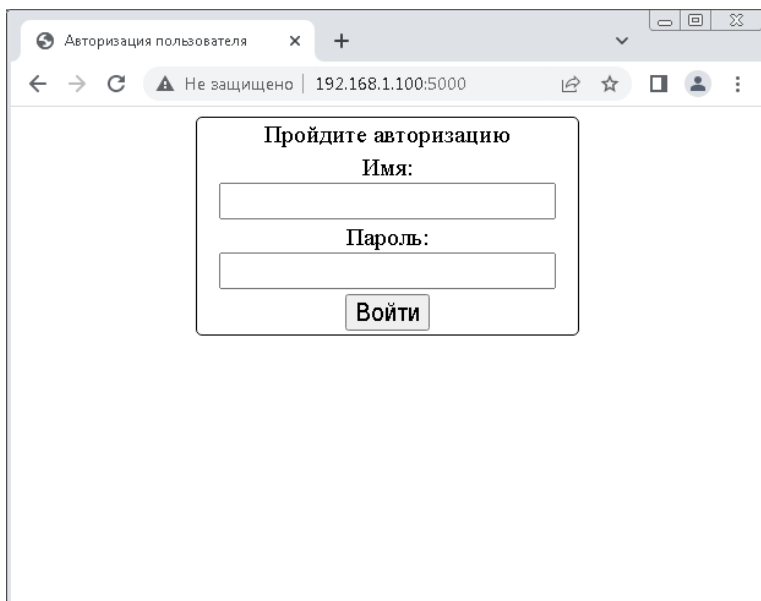 Авторизация пользователя
Не защищено 192.168.1.100:5000
Пройдите авторизацию
Имя:
Пароль:
Войти